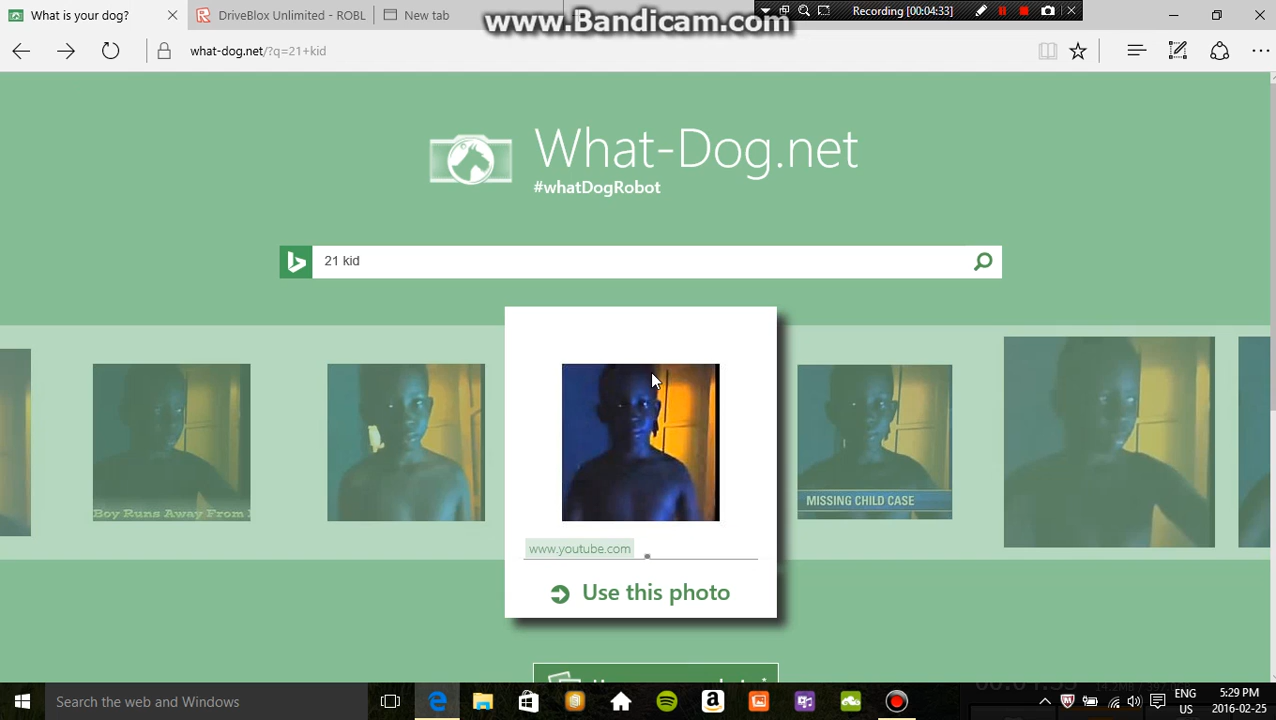 www.Bandicam.com
Recording [00:04:33]
What is your dog?
DriveBlox Unlimited - ROBL
New tab
what-dog.net/?q=21+kid
What-Dog.net
#whatDogRobot
21 kid
Boy Runs Away From
MISSING CHILD CASE
www.youtube.com
Use this photo
Search the web and Windows
ENG
US
5:29 PM
2016-02-25